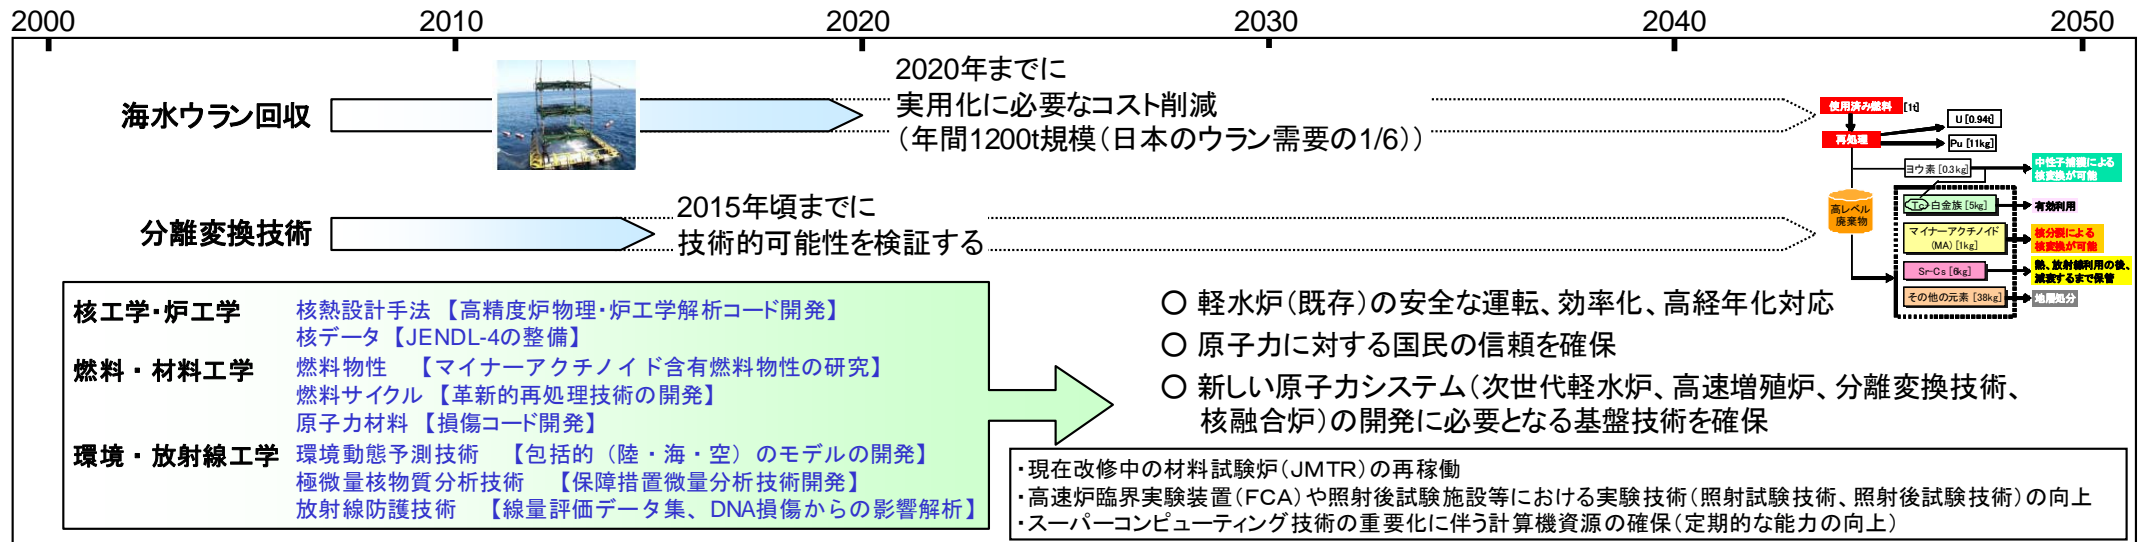 2000 2010 2020 2030 2040 2050
海水ウラン回収
2020年までに
実用化に必要なコスト削減
(年間1200t規模(日本のウラン需要の1/6))
分離変換技術
2015年頃までに
技術的可能性を検証する
使用済み燃料 [1t]
再処理
U [0.94t]
Pu [11kg]
ヨウ素 [0.3kg]
中性子捕獲による
核変換が可能
高レベル
廃棄物
Tc 白金族 [5kg]
有効利用
マイナーアクチノイド
(MA) [1kg]
核分裂による
核変換が可能
Sr-Cs [6kg]
熱、放射線利用の後、
減衰するまで保管
その他の元素 [38kg]
地層処分
核工学・炉工学 核熱設計手法 【高精度炉物理・炉工学解析コード開発】
核データ 【JENDL-4の整備】
燃料・材料工学 燃料物性 【マイナーアクチノイド含有燃料物性の研究】
燃料サイクル 【革新的再処理技術の開発】
原子力材料 【損傷コード開発】
環境・放射線工学 環境動態予測技術 【包括的(陸・海・空)のモデルの開発】
極微量核物質分析技術 【保障措置微量分析技術開発】
放射線防護技術 【線量評価データ集、DNA損傷からの影響解析】
○ 軽水炉(既存)の安全な運転、効率化、高経年化対応
○ 原子力に対する国民の信頼を確保
○ 新しい原子力システム(次世代軽水炉、高速増殖炉、分離変換技術、
核融合炉)の開発に必要となる基盤技術を確保
・現在改修中の材料試験炉(JMTR)の再稼働
・高速炉臨界実験装置(FCA)や照射後試験施設等における実験技術(照射試験技術、照射後試験技術)の向上
・スーパーコンピューティング技術の重要化に伴う計算機資源の確保(定期的な能力の向上)